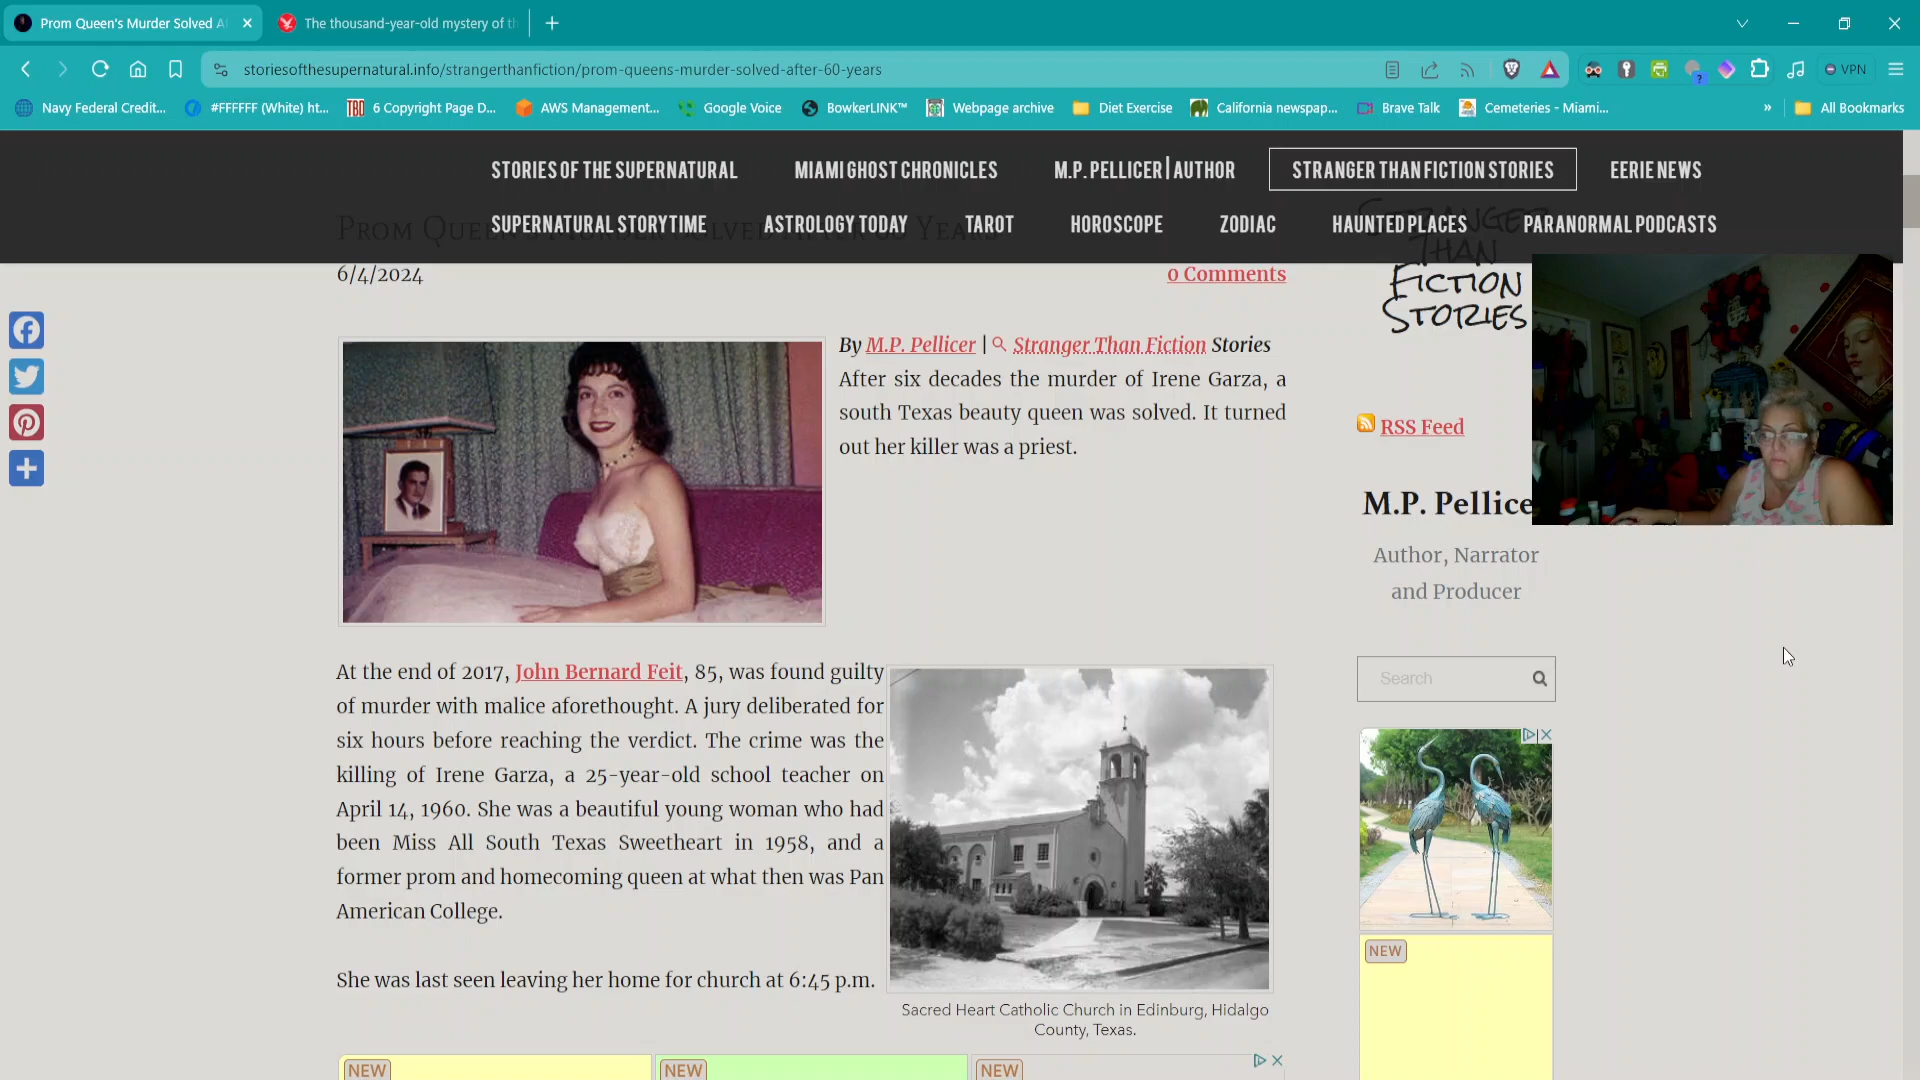 Prom Queen's Murder Solved A
The thousand-year-old mystery of t
storiesofthesupernatural.info/strangerthanfiction/prom-queens-murder-solved-after-60-years
VPN
Navy Federal Credit...
#FFFFFF (White) ht...
6 Copyright Page D...
AWS Management...
Google Voice
BowkerLINK™
Webpage archive
Diet Exercise
California newspap...
Brave Talk
Cemeteries - Miami...
»
All Bookmarks
STORIES OF THE SUPERNATURAL
MIAMI GHOST CHRONICLES
M.P. PELLICER | AUTHOR
STRANGER THAN FICTION STORIES
EERIE NEWS
SUPERNATURAL STORYTIME
ASTROLOGY TODAY
TAROT
HOROSCOPE
ZODIAC
HAUNTED PLACES
PARANORMAL PODCASTS
Prom Queen's Murder Solved After 60 Years
6/4/2024
0 Comments
Stranger
Than
Fiction
Stories
By M.P. Pellicer | Stranger Than Fiction Stories
After six decades the murder of Irene Garza, a
south Texas beauty queen was solved. It turned
out her killer was a priest.
RSS Feed
M.P. Pellice
Author, Narrator
and Producer
Search
At the end of 2017, John Bernard Feit, 85, was found guilty
of murder with malice aforethought. A jury deliberated for
six hours before reaching the verdict. The crime was the
killing of Irene Garza, a 25-year-old school teacher on
April 14, 1960. She was a beautiful young woman who had
been Miss All South Texas Sweetheart in 1958, and a
former prom and homecoming queen at what then was Pan
American College.
She was last seen leaving her home for church at 6:45 p.m.
Sacred Heart Catholic Church in Edinburg, Hidalgo
County, Texas.
NEW
NEW
NEW
NEW